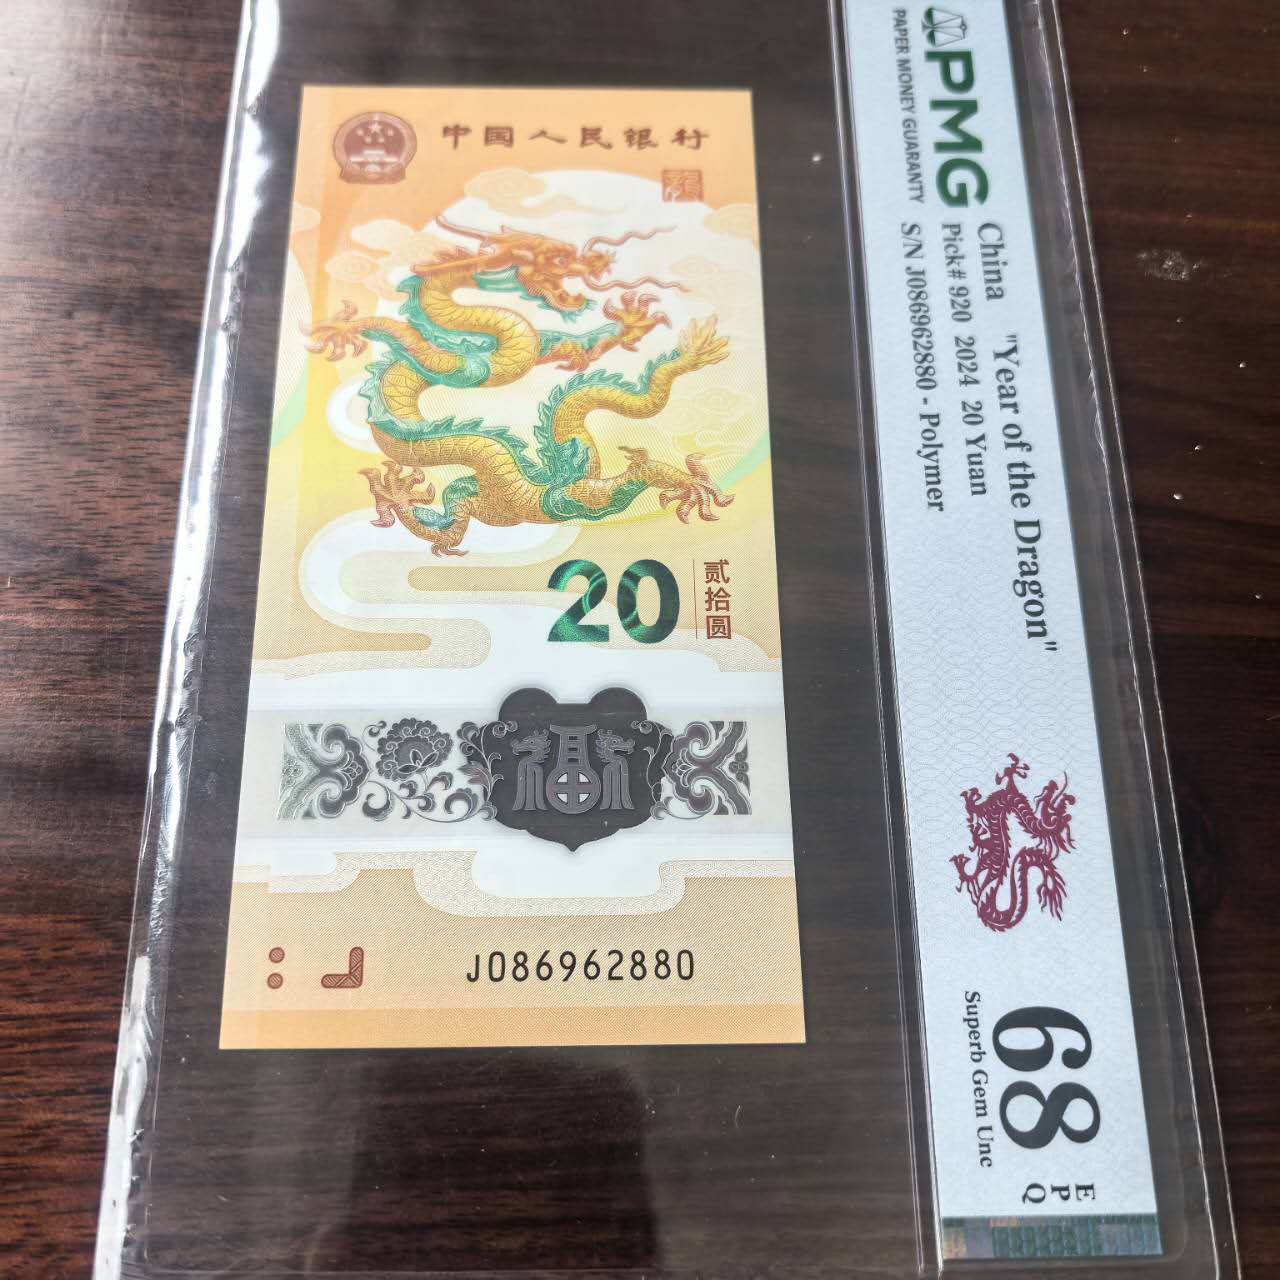 中国人民银行
龍
20
贰拾圆
福
J086962880
PMG
PAPER MONEY GUARANTY
China "Year of the Dragon"
Pick# 920 2024 20 Yuan
S/N J086962880 - Polymer
68
EPQ
Superb Gem Unc